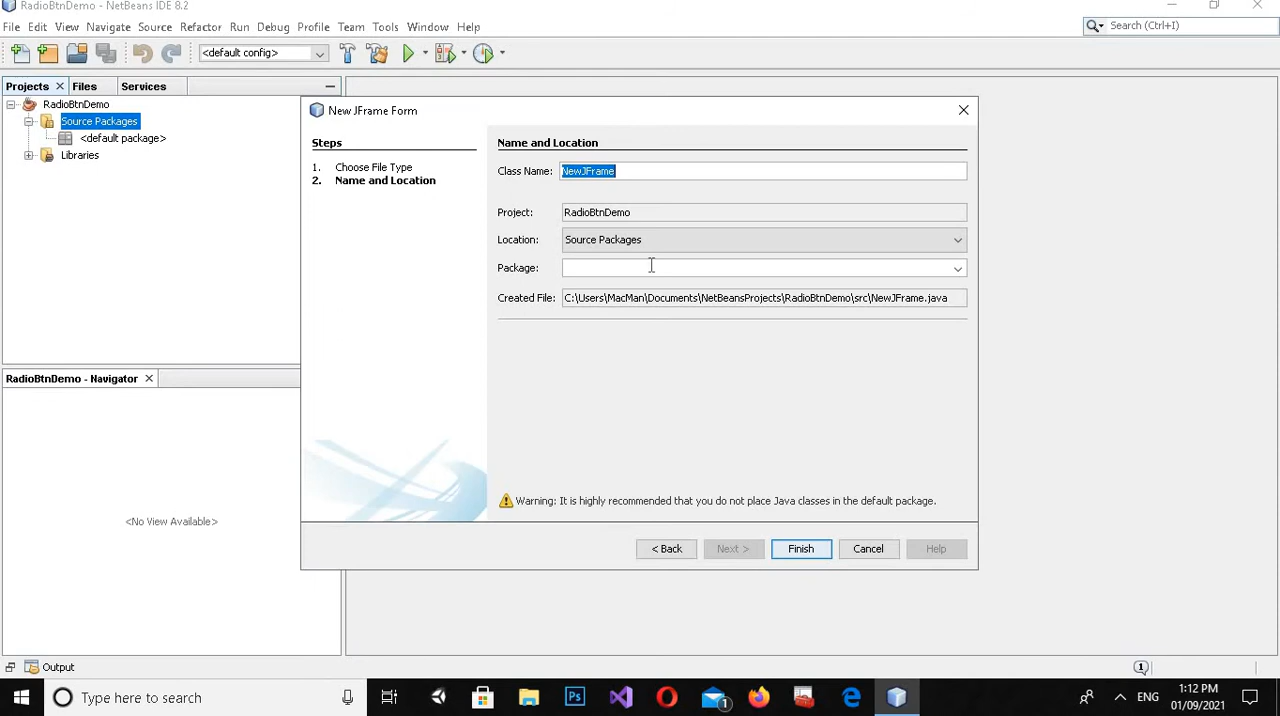 RadioBtnDemo - NetBeans IDE 8.2
File Edit View Navigate Source Refactor Run Debug Profile Team Tools Window Help
Search (Ctrl+I)
<default config>
Projects Files Services
RadioBtnDemo
Source Packages
<default package>
Libraries
RadioBtnDemo - Navigator
<No View Available>
New JFrame Form
Steps
1. Choose File Type
2. Name and Location
Name and Location
Class Name: NewJFrame
Project: RadioBtnDemo
Location: Source Packages
Package:
Created File: C:\Users\MacMan\Documents\NetBeansProjects\RadioBtnDemo\src\NewJFrame.java
Warning: It is highly recommended that you do not place Java classes in the default package.
< Back Next > Finish Cancel Help
Output
1
Type here to search
Ps
1
ENG
1:12 PM
01/09/2021